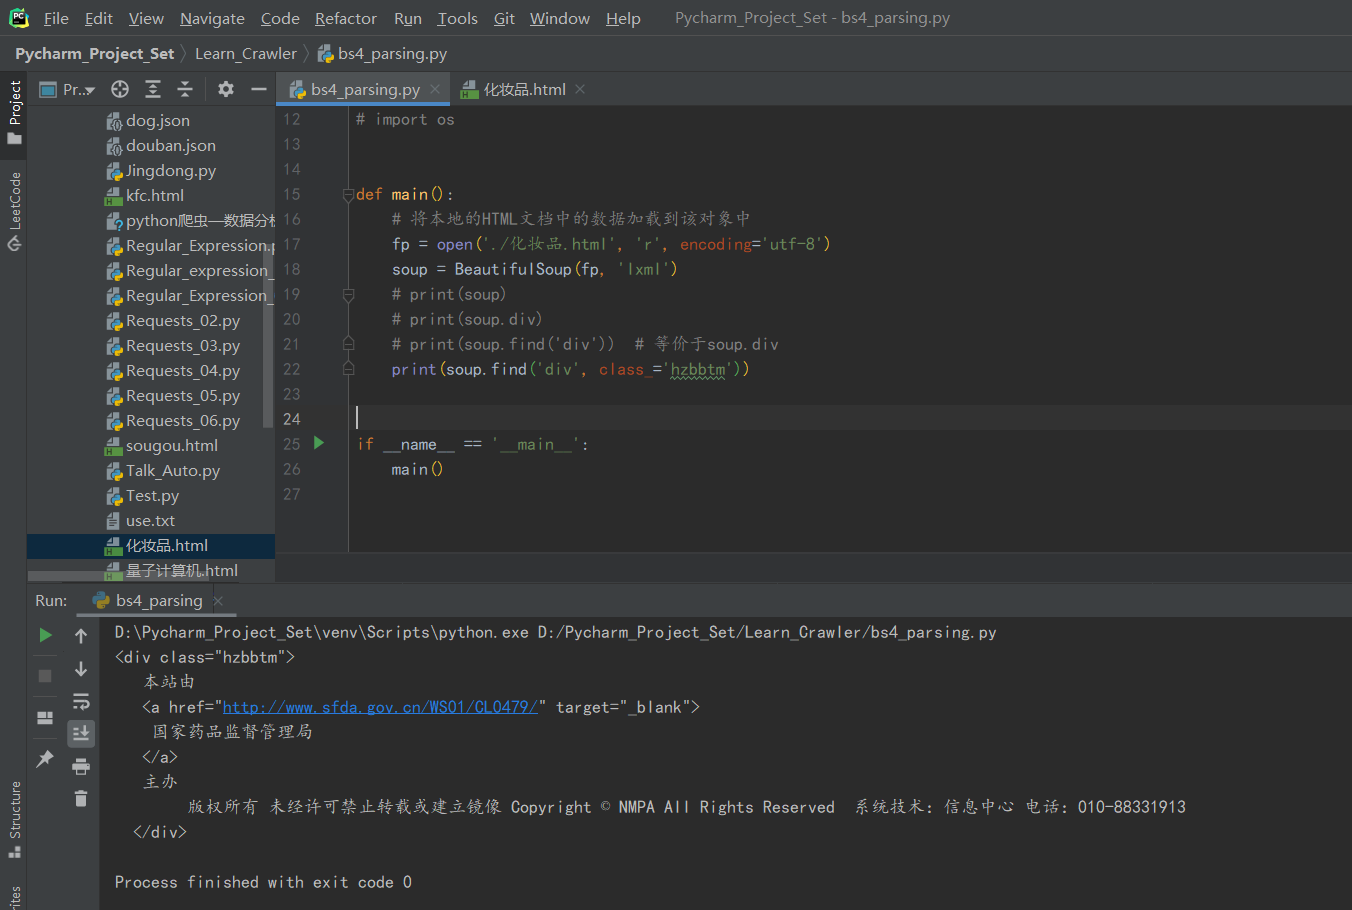 File Edit View Navigate Code Refactor Run Tools Git Window Help Pycharm_Project_Set - bs4_parsing.py
Pycharm_Project_Set Learn_Crawler bs4_parsing.py
Project
LeetCode
Structure
Pr..
dog.json
douban.json
Jingdong.py
kfc.html
python爬虫—数据分析
Regular_Expression.p
Regular_expression_
Regular_Expression_
Requests_02.py
Requests_03.py
Requests_04.py
Requests_05.py
Requests_06.py
sougou.html
Talk_Auto.py
Test.py
use.txt
化妆品.html
量子计算机.html
bs4_parsing.py 化妆品.html
12 # import os
13
14
15 def main():
16 # 将本地的HTML文档中的数据加载到该对象中
17 fp = open('./化妆品.html', 'r', encoding='utf-8')
18 soup = BeautifulSoup(fp, 'lxml')
19 # print(soup)
20 # print(soup.div)
21 # print(soup.find('div')) # 等价于soup.div
22 print(soup.find('div', class_='hzbbtm'))
23
24
25 if __name__ == '__main__':
26 main()
27
Run: bs4_parsing
D:\Pycharm_Project_Set\venv\Scripts\python.exe D:/Pycharm_Project_Set/Learn_Crawler/bs4_parsing.py
<div class="hzbbtm">
本站由
<a href="http://www.sfda.gov.cn/WS01/CL0479/" target="_blank">
国家药品监督管理局
</a>
主办
版权所有 未经许可禁止转载或建立镜像 Copyright © NMPA All Rights Reserved 系统技术：信息中心 电话：010-88331913
</div>
Process finished with exit code 0